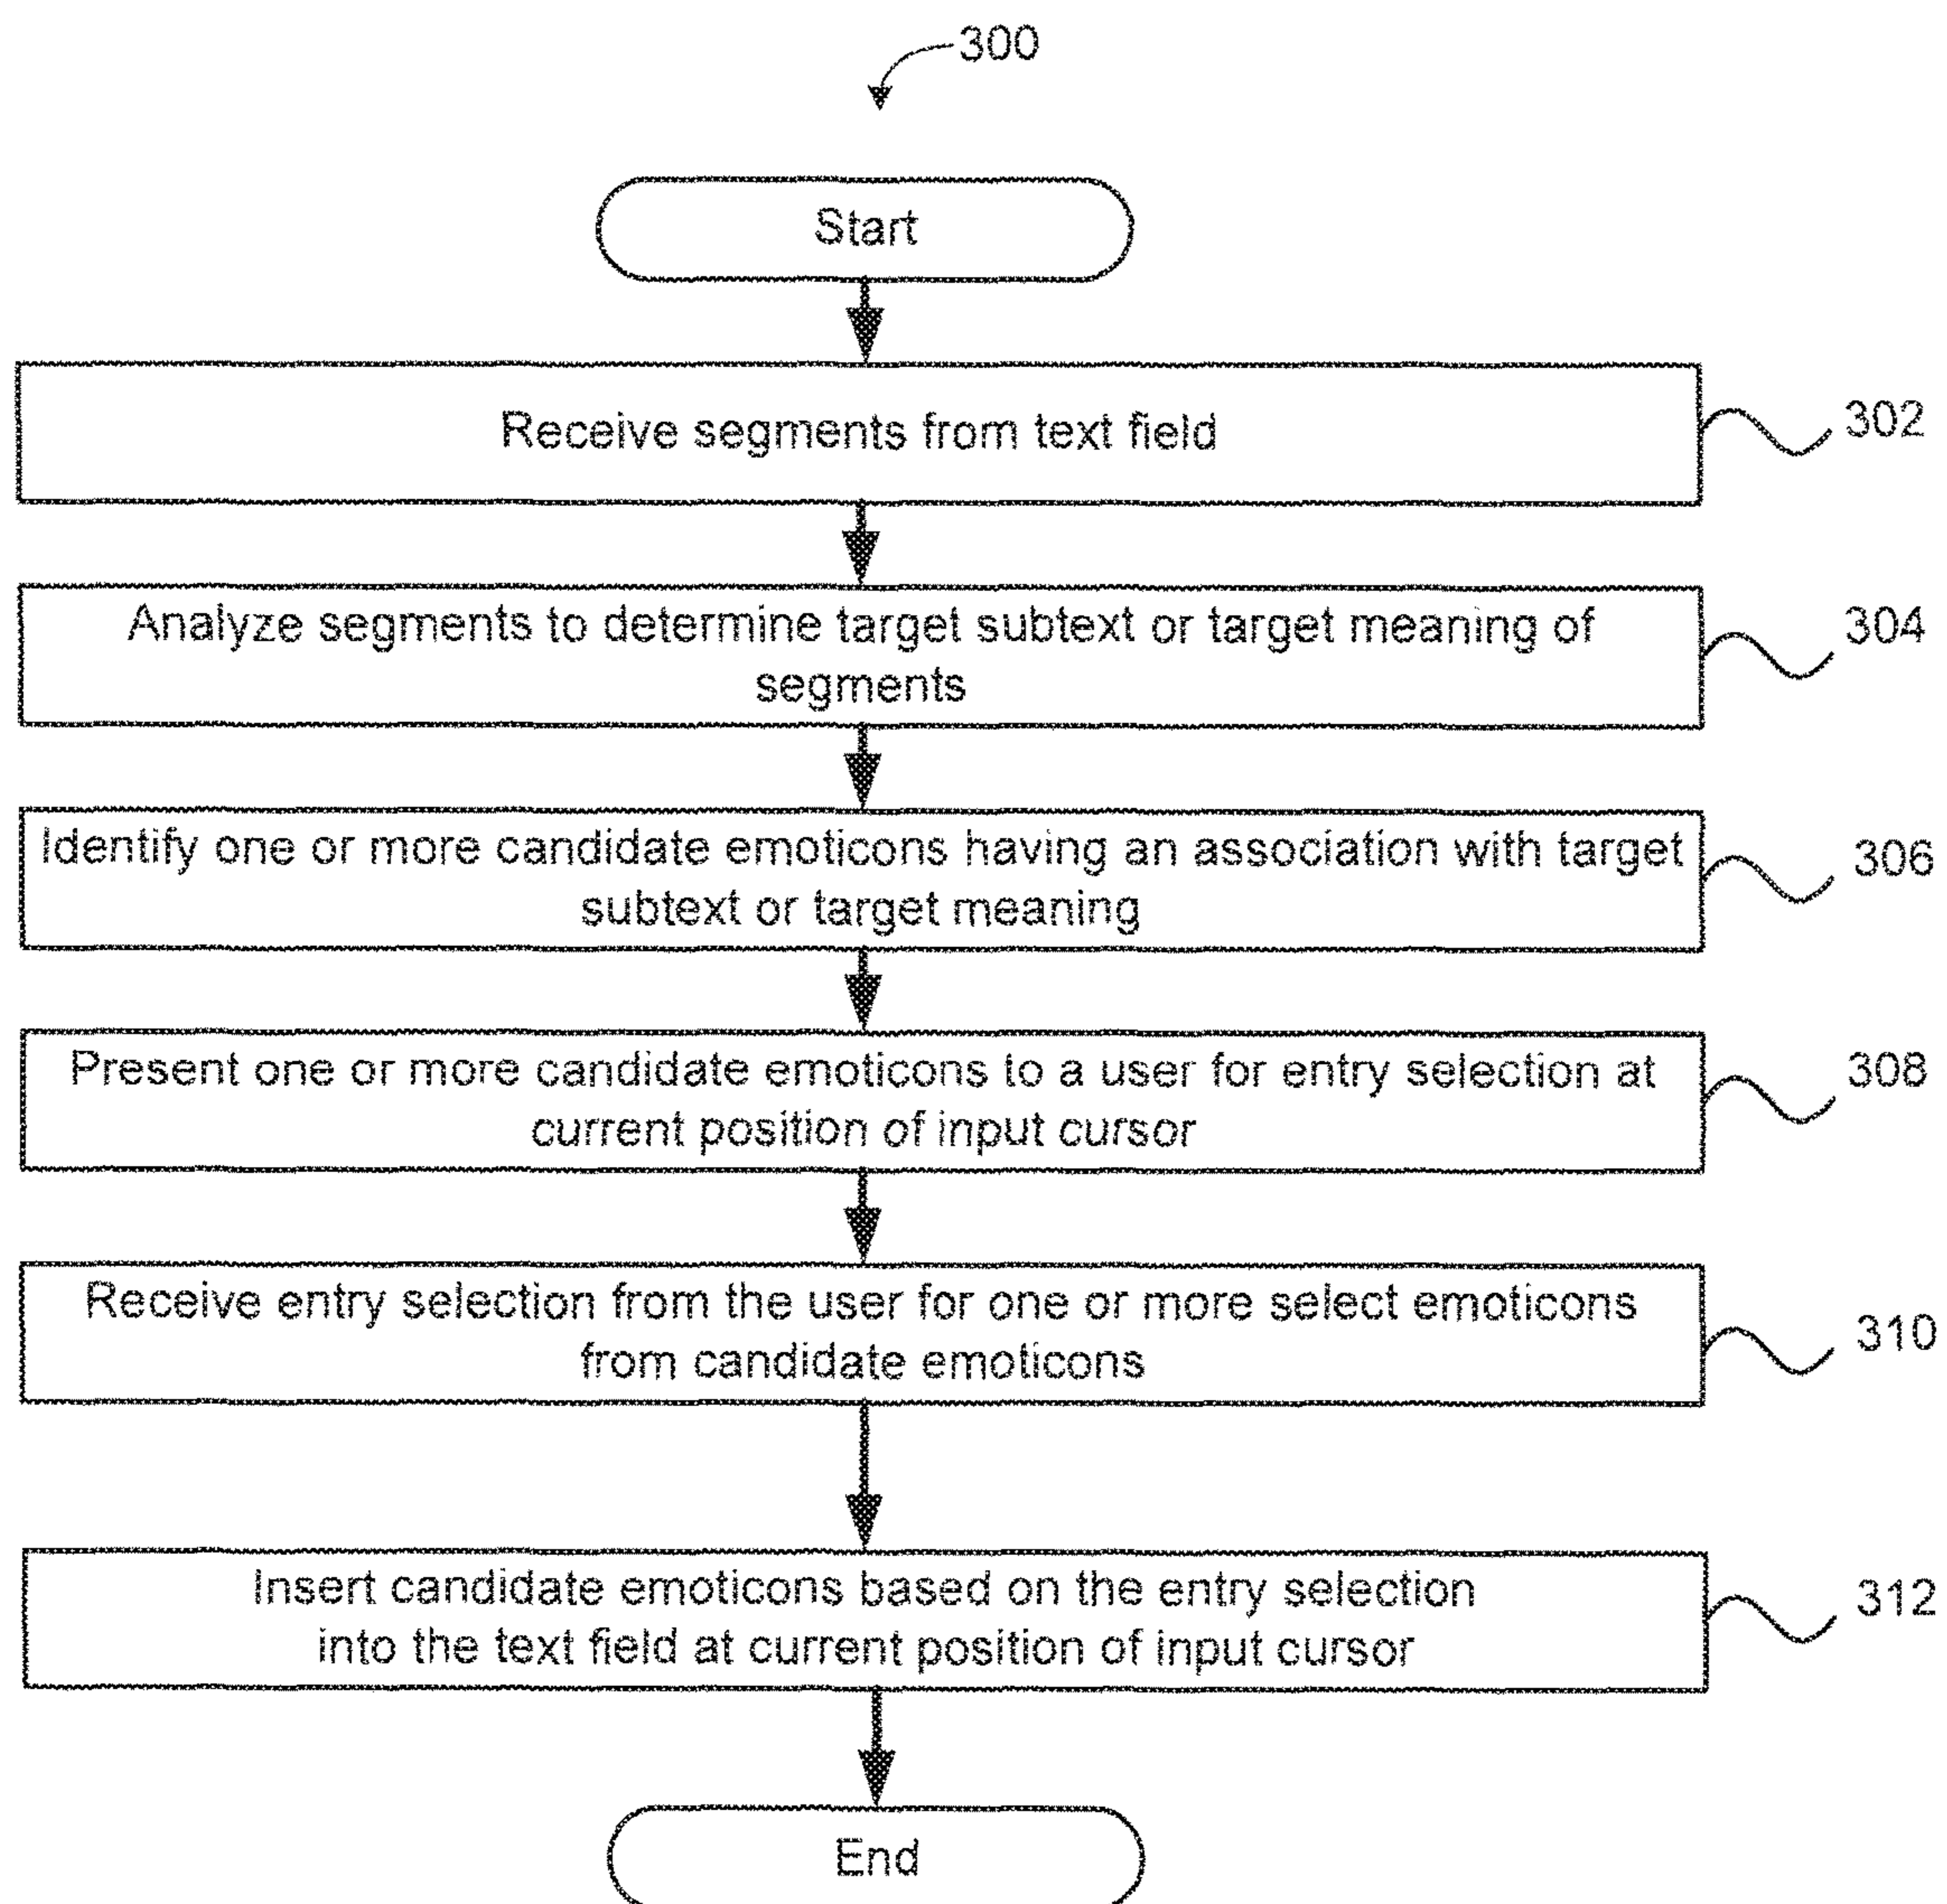 300
Start
Receive segments from text field
302
Analyze segments to determine target subtext or target meaning of
segments
304
Identify one or more candidate emoticons having an association with target
subtext or target meaning
306
Present one or more candidate emoticons to a user for entry selection at
current position of input cursor
308
Receive entry selection from the user for one or more select emoticons
from candidate emoticons
310
Insert candidate emoticons based on the entry selection
into the text field at current position of input cursor
312
End